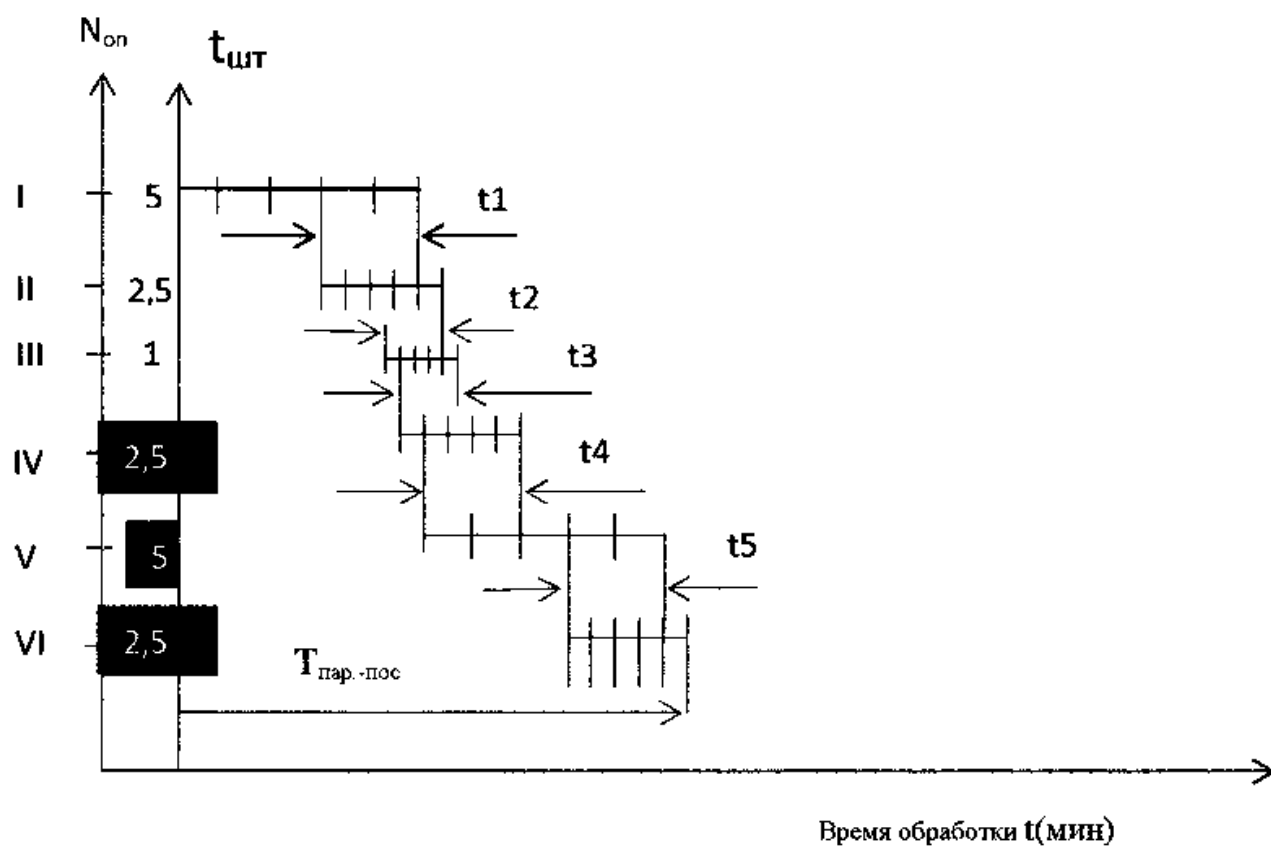 Nоп
tшт
I 5 t1
II 2,5 t2
III 1 t3
IV 2,5 t4
V 5 t5
VI 2,5
Tпар.-пос
Время обработки t(мин)